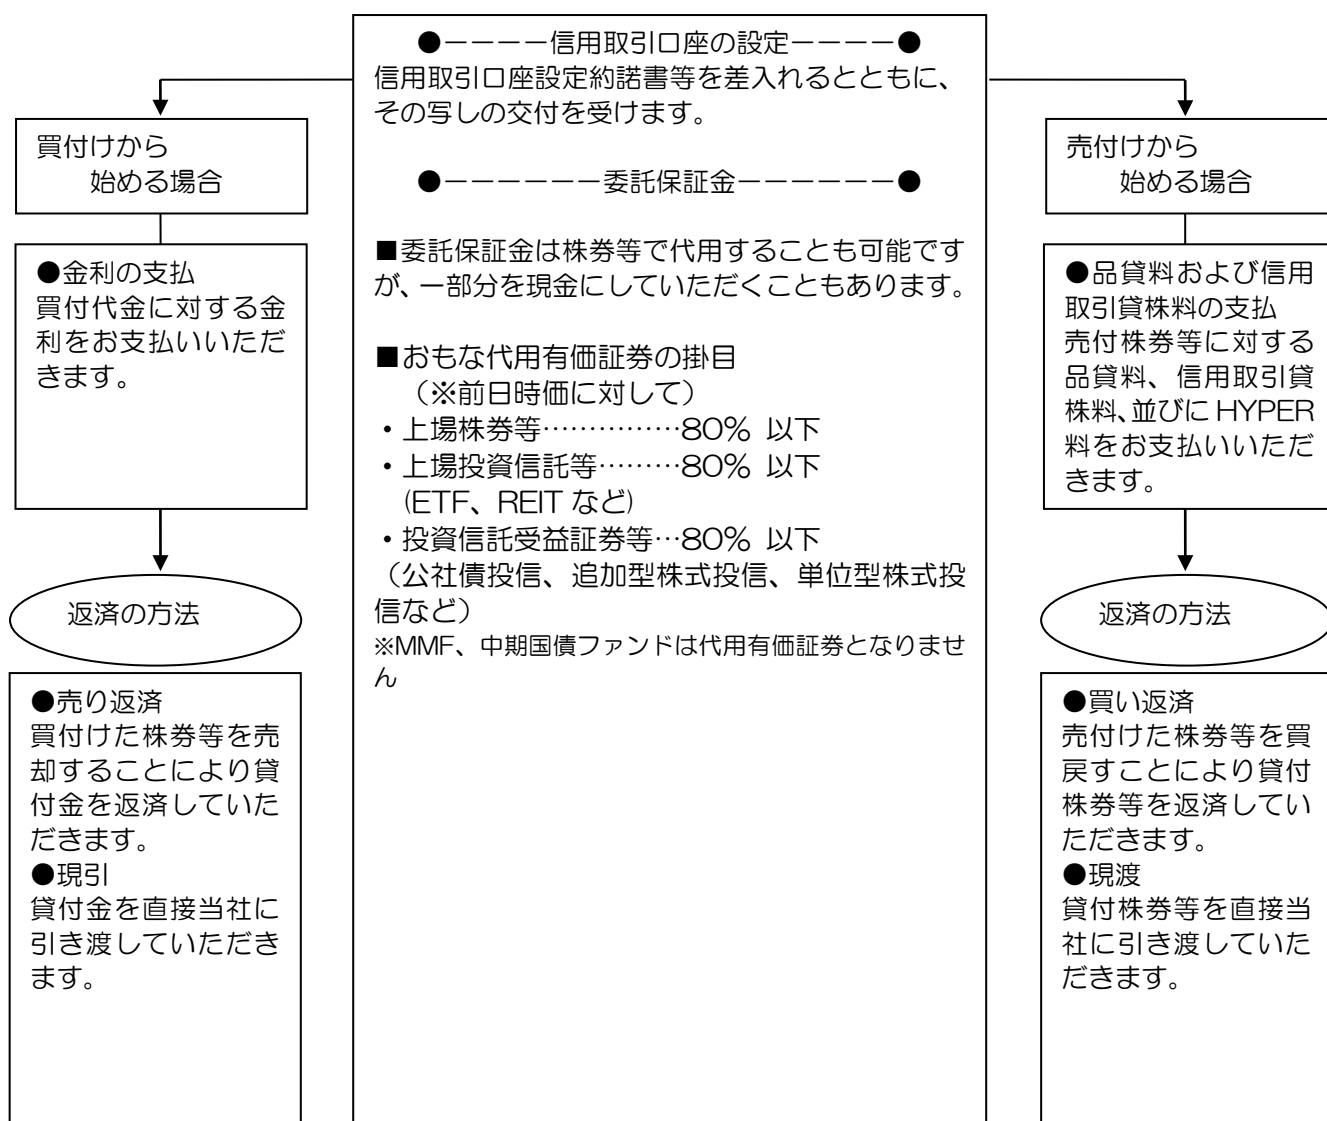 ●ーーーー信用取引口座の設定ーーーー●
信用取引口座設定約諾書等を差入れるとともに、
その写しの交付を受けます。
●ーーーーーー委託保証金ーーーーーー●
■委託保証金は株券等で代用することも可能です
が、一部分を現金にしていただくこともあります。
■おもな代用有価証券の掛目
（※前日時価に対して）
・上場株券等……………80% 以下
・上場投資信託等………80% 以下
(ETF、REIT など)
・投資信託受益証券等…80% 以下
（公社債投信、追加型株式投信、単位型株式投
信など）
※MMF、中期国債ファンドは代用有価証券となりませ
ん
買付けから
始める場合
●金利の支払
買付代金に対する金
利をお支払いいただ
きます。
返済の方法
●売り返済
買付けた株券等を売
却することにより貸
付金を返済していた
だきます。
●現引
貸付金を直接当社に
引き渡していただき
ます。
売付けから
始める場合
●品貸料および信用
取引貸株料の支払
売付株券等に対する
品貸料、信用取引貸
株料、並びに HYPER
料をお支払いいただ
きます。
返済の方法
●買い返済
売付けた株券等を買
戻すことにより貸付
株券等を返済してい
ただきます。
●現渡
貸付株券等を直接当
社に引き渡していた
だきます。